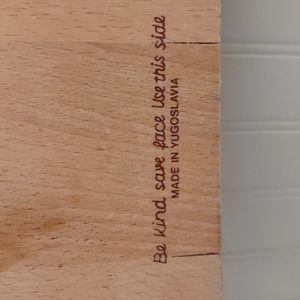 Be Kind save face Use this side
MADE IN YUGOSLAVIA